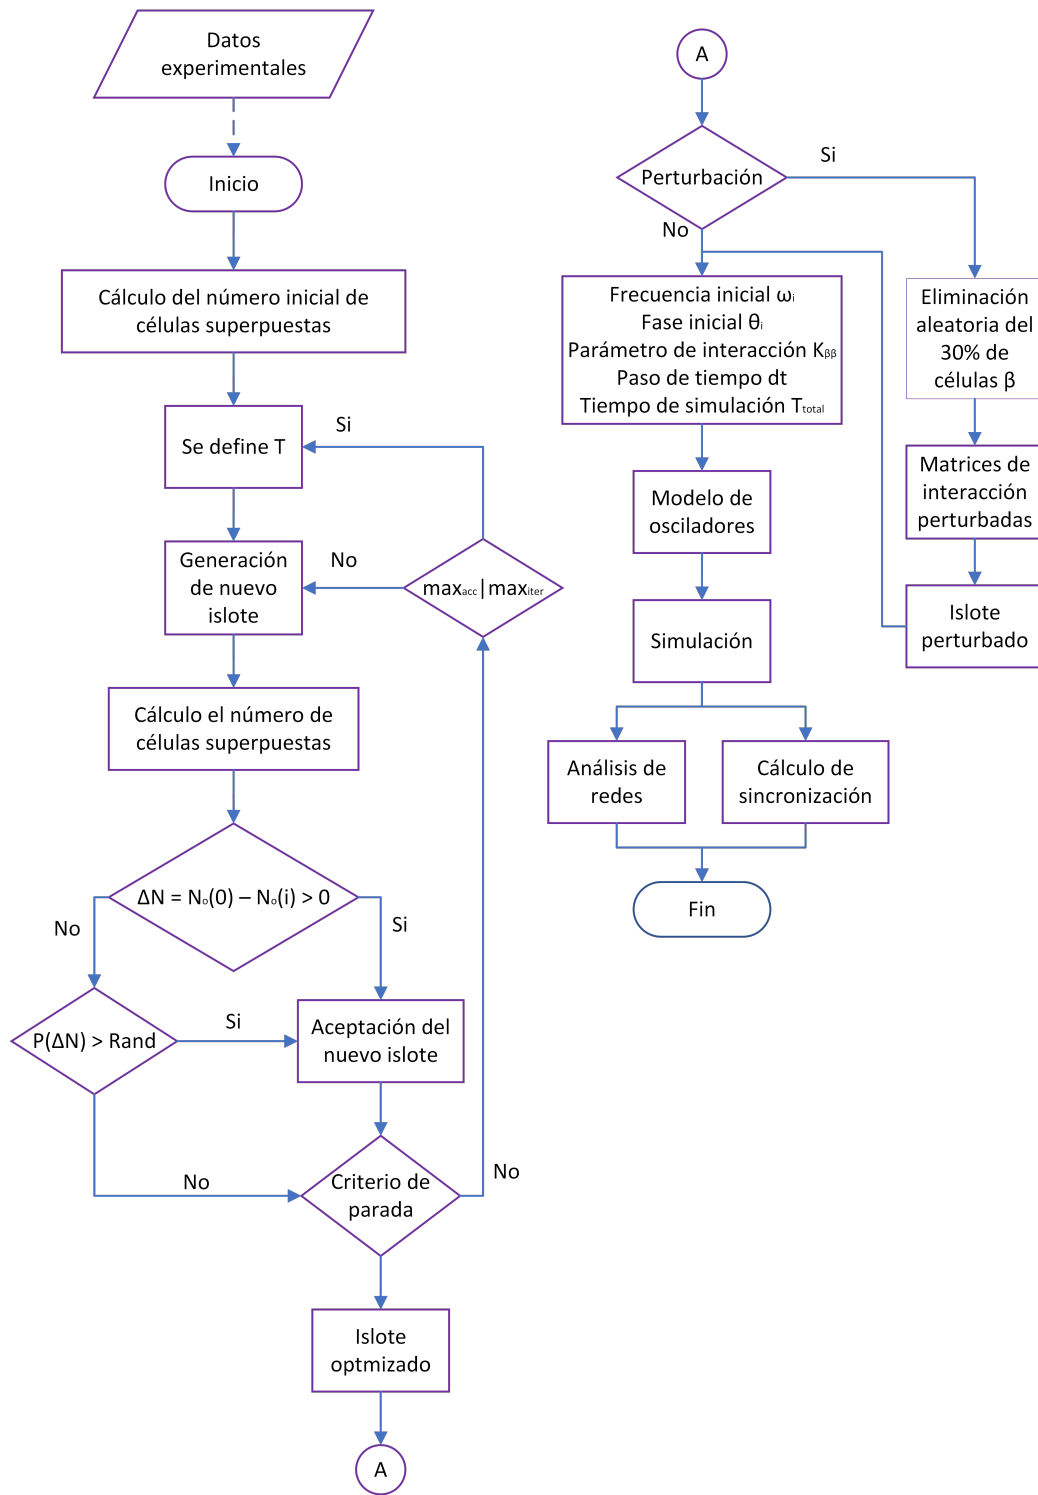 Datos
experimentales
Inicio
Cálculo del número inicial de
células superpuestas
Se define T
Si
Generación
de nuevo
islote
No
maxacc|maxiter
Cálculo el número de
células superpuestas
ΔN = No(0) – No(i) > 0
No
Si
P(ΔN) > Rand
Si
Aceptación del
nuevo islote
No
Criterio de
parada
No
Islote
optmizado
A
A
Perturbación
Si
No
Frecuencia inicial ωi
Fase inicial θi
Parámetro de interacción Kββ
Paso de tiempo dt
Tiempo de simulación Ttotal
Eliminación
aleatoria del
30% de
células β
Modelo de
osciladores
Matrices de
interacción
perturbadas
Simulación
Islote
perturbado
Análisis de
redes
Cálculo de
sincronización
Fin